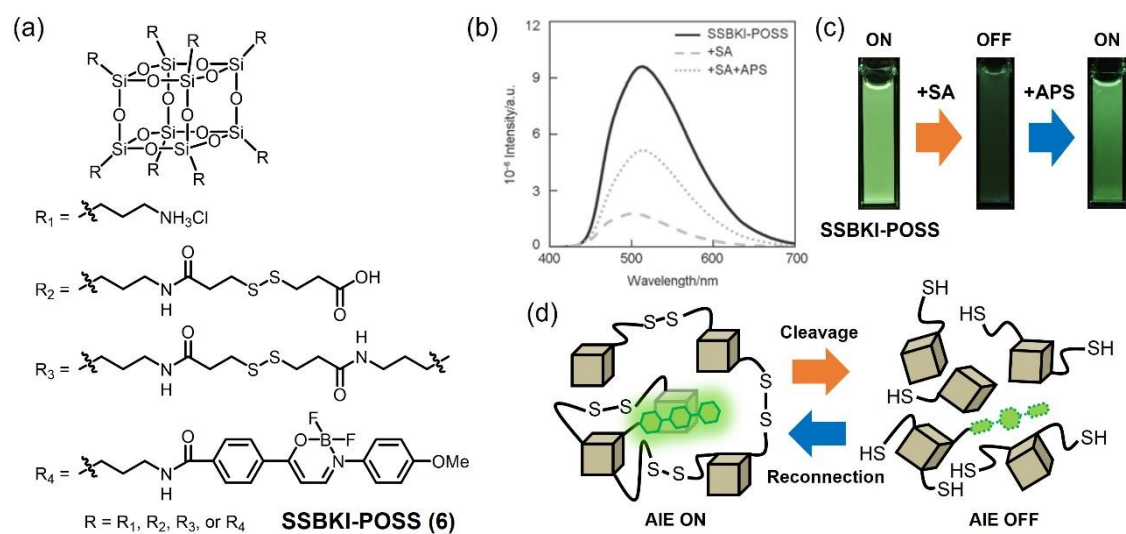 (a)
R
R
R R
Si O Si
O Si O Si
O
O O
O
Si O Si
O
Si O Si
R
R
R R
R₁ = NH₃Cl
R₂ = N H O S S O OH
R₃ = N H O S S O H N
R₄ = N H O O B F F N OMe
R = R₁, R₂, R₃, or R₄ SSBKI-POSS (6)
(b)
12
9
6
3
0
10⁻⁶ Intensity/a.u.
SSBKI-POSS
+SA
+SA+APS
400 500 600 700
Wavelength/nm
(c)
ON OFF ON
+SA +APS
SSBKI-POSS
(d)
S-S
S
S
S S
S S
AIE ON
Cleavage
Reconnection
SH
HS
SH
HS
HS
HS
SH
AIE OFF